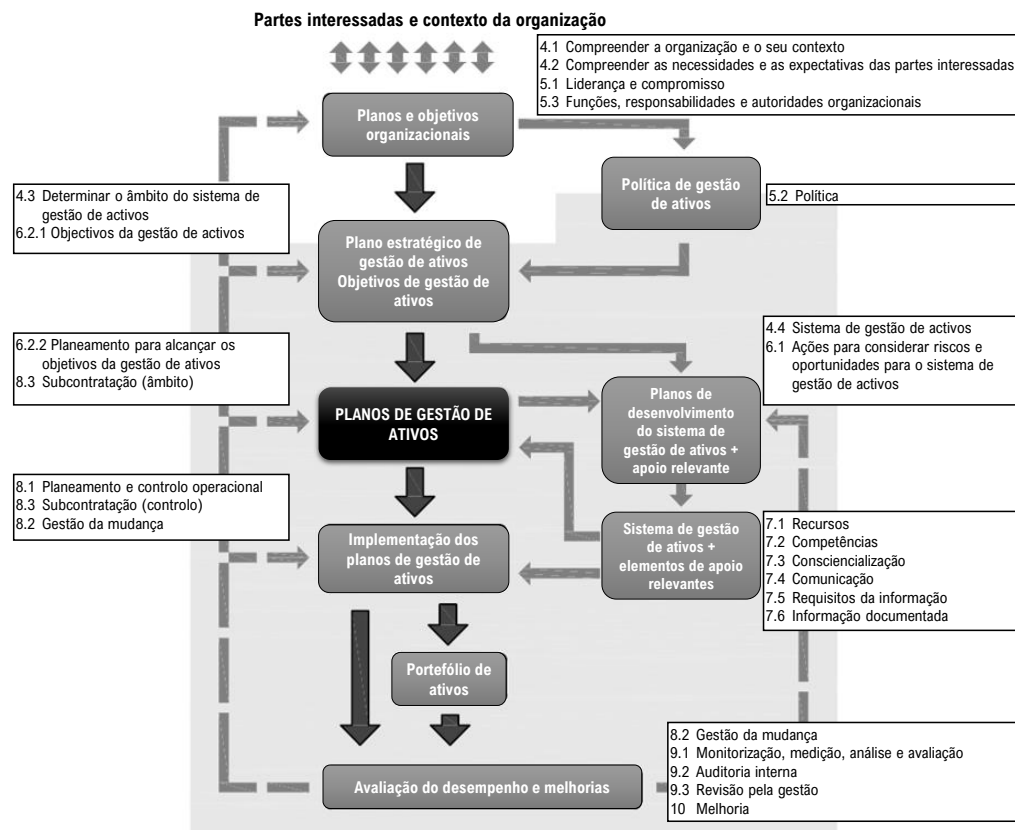 Partes interessadas e contexto da organização
4.1 Compreender a organização e o seu contexto
4.2 Compreender as necessidades e as expectativas das partes interessadas
5.1 Liderança e compromisso
5.3 Funções, responsabilidades e autoridades organizacionais
Planos e objetivos
organizacionais
Política de gestão
de ativos
5.2 Política
4.3 Determinar o âmbito do sistema de
gestão de activos
6.2.1 Objectivos da gestão de activos
Plano estratégico de
gestão de ativos
Objetivos de gestão de
ativos
6.2.2 Planeamento para alcançar os
objetivos da gestão de ativos
8.3 Subcontratação (âmbito)
4.4 Sistema de gestão de activos
6.1 Ações para considerar riscos e
oportunidades para o sistema de
gestão de activos
PLANOS DE GESTÃO DE
ATIVOS
Planos de
desenvolvimento
do sistema de
gestão de ativos +
apoio relevante
8.1 Planeamento e controlo operacional
8.3 Subcontratação (controlo)
8.2 Gestão da mudança
Implementação dos
planos de gestão de
ativos
Sistema de gestão
de ativos +
elementos de apoio
relevantes
7.1 Recursos
7.2 Competências
7.3 Consciencialização
7.4 Comunicação
7.5 Requisitos da informação
7.6 Informação documentada
Portefólio de
ativos
Avaliação do desempenho e melhorias
8.2 Gestão da mudança
9.1 Monitorização, medição, análise e avaliação
9.2 Auditoria interna
9.3 Revisão pela gestão
10 Melhoria